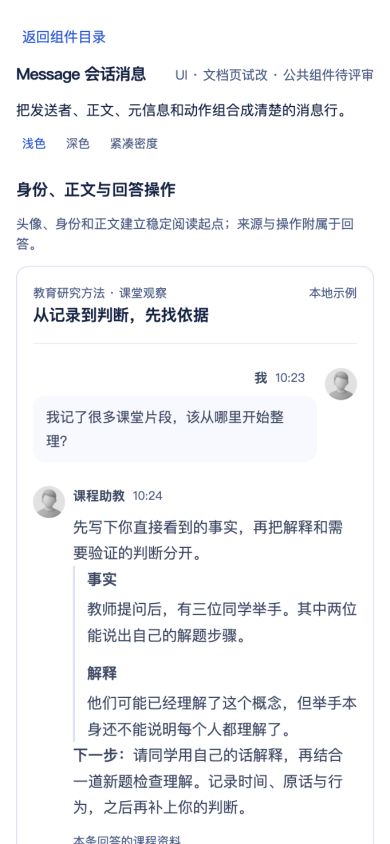 返回组件目录
Message 会话消息 UI · 文档页试改 · 公共组件待评审
把发送者、正文、元信息和动作组合成清楚的消息行。
浅色 深色 紧凑密度
身份、正文与回答操作
头像、身份和正文建立稳定阅读起点；来源与操作附属于回
答。
教育研究方法 · 课堂观察 本地示例
从记录到判断，先找依据
我 10:23
我记了很多课堂片段，该从哪里开始整
理？
课程助教 10:24
先写下你直接看到的事实，再把解释和需
要验证的判断分开。
事实
教师提问后，有三位同学举手。其中两位
能说出自己的解题步骤。
解释
他们可能已经理解了这个概念，但举手本
身还不能说明每个人都理解了。
下一步：请同学用自己的话解释，再结合
一道新题检查理解。记录时间、原话与行
为，之后再补上你的判断。
本条回答的课程资料